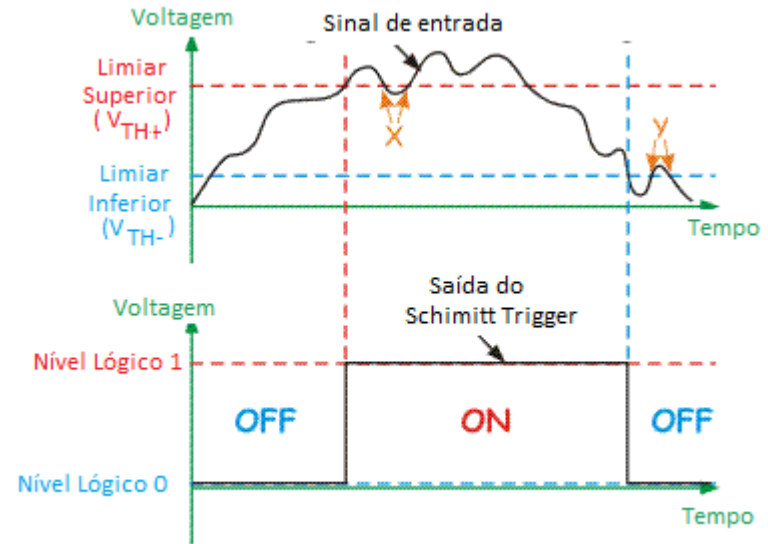 Voltagem
Sinal de entrada
Limiar
Superior
( VTH+)
X
y
Limiar
Inferior
(VTH-)
Tempo
Voltagem
Saída do
Schimitt Trigger
Nível Lógico 1
OFF
ON
OFF
Nível Lógico 0
Tempo